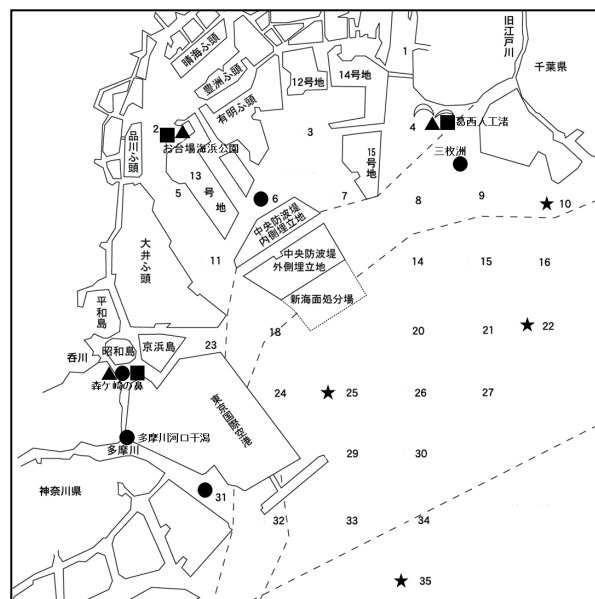 旧江戸川
千葉県
晴海ふ頭
豊洲ふ頭
有明ふ頭
12号地
14号地
1
品川ふ頭
2
お台場海浜公園
3
4
葛西人工渚
三枚洲
15号地
13号地
5
6
7
8
9
10
中央防波堤
内側埋立地
大井ふ頭
11
中央防波堤
外側埋立地
14
15
16
新海面処分場
平和島
18
20
21
22
呑川
昭和島
京浜島
23
森ケ崎の鼻
24
25
26
27
東京国際空港
多摩川河口干潟
多摩川
29
30
神奈川県
31
32
33
34
35